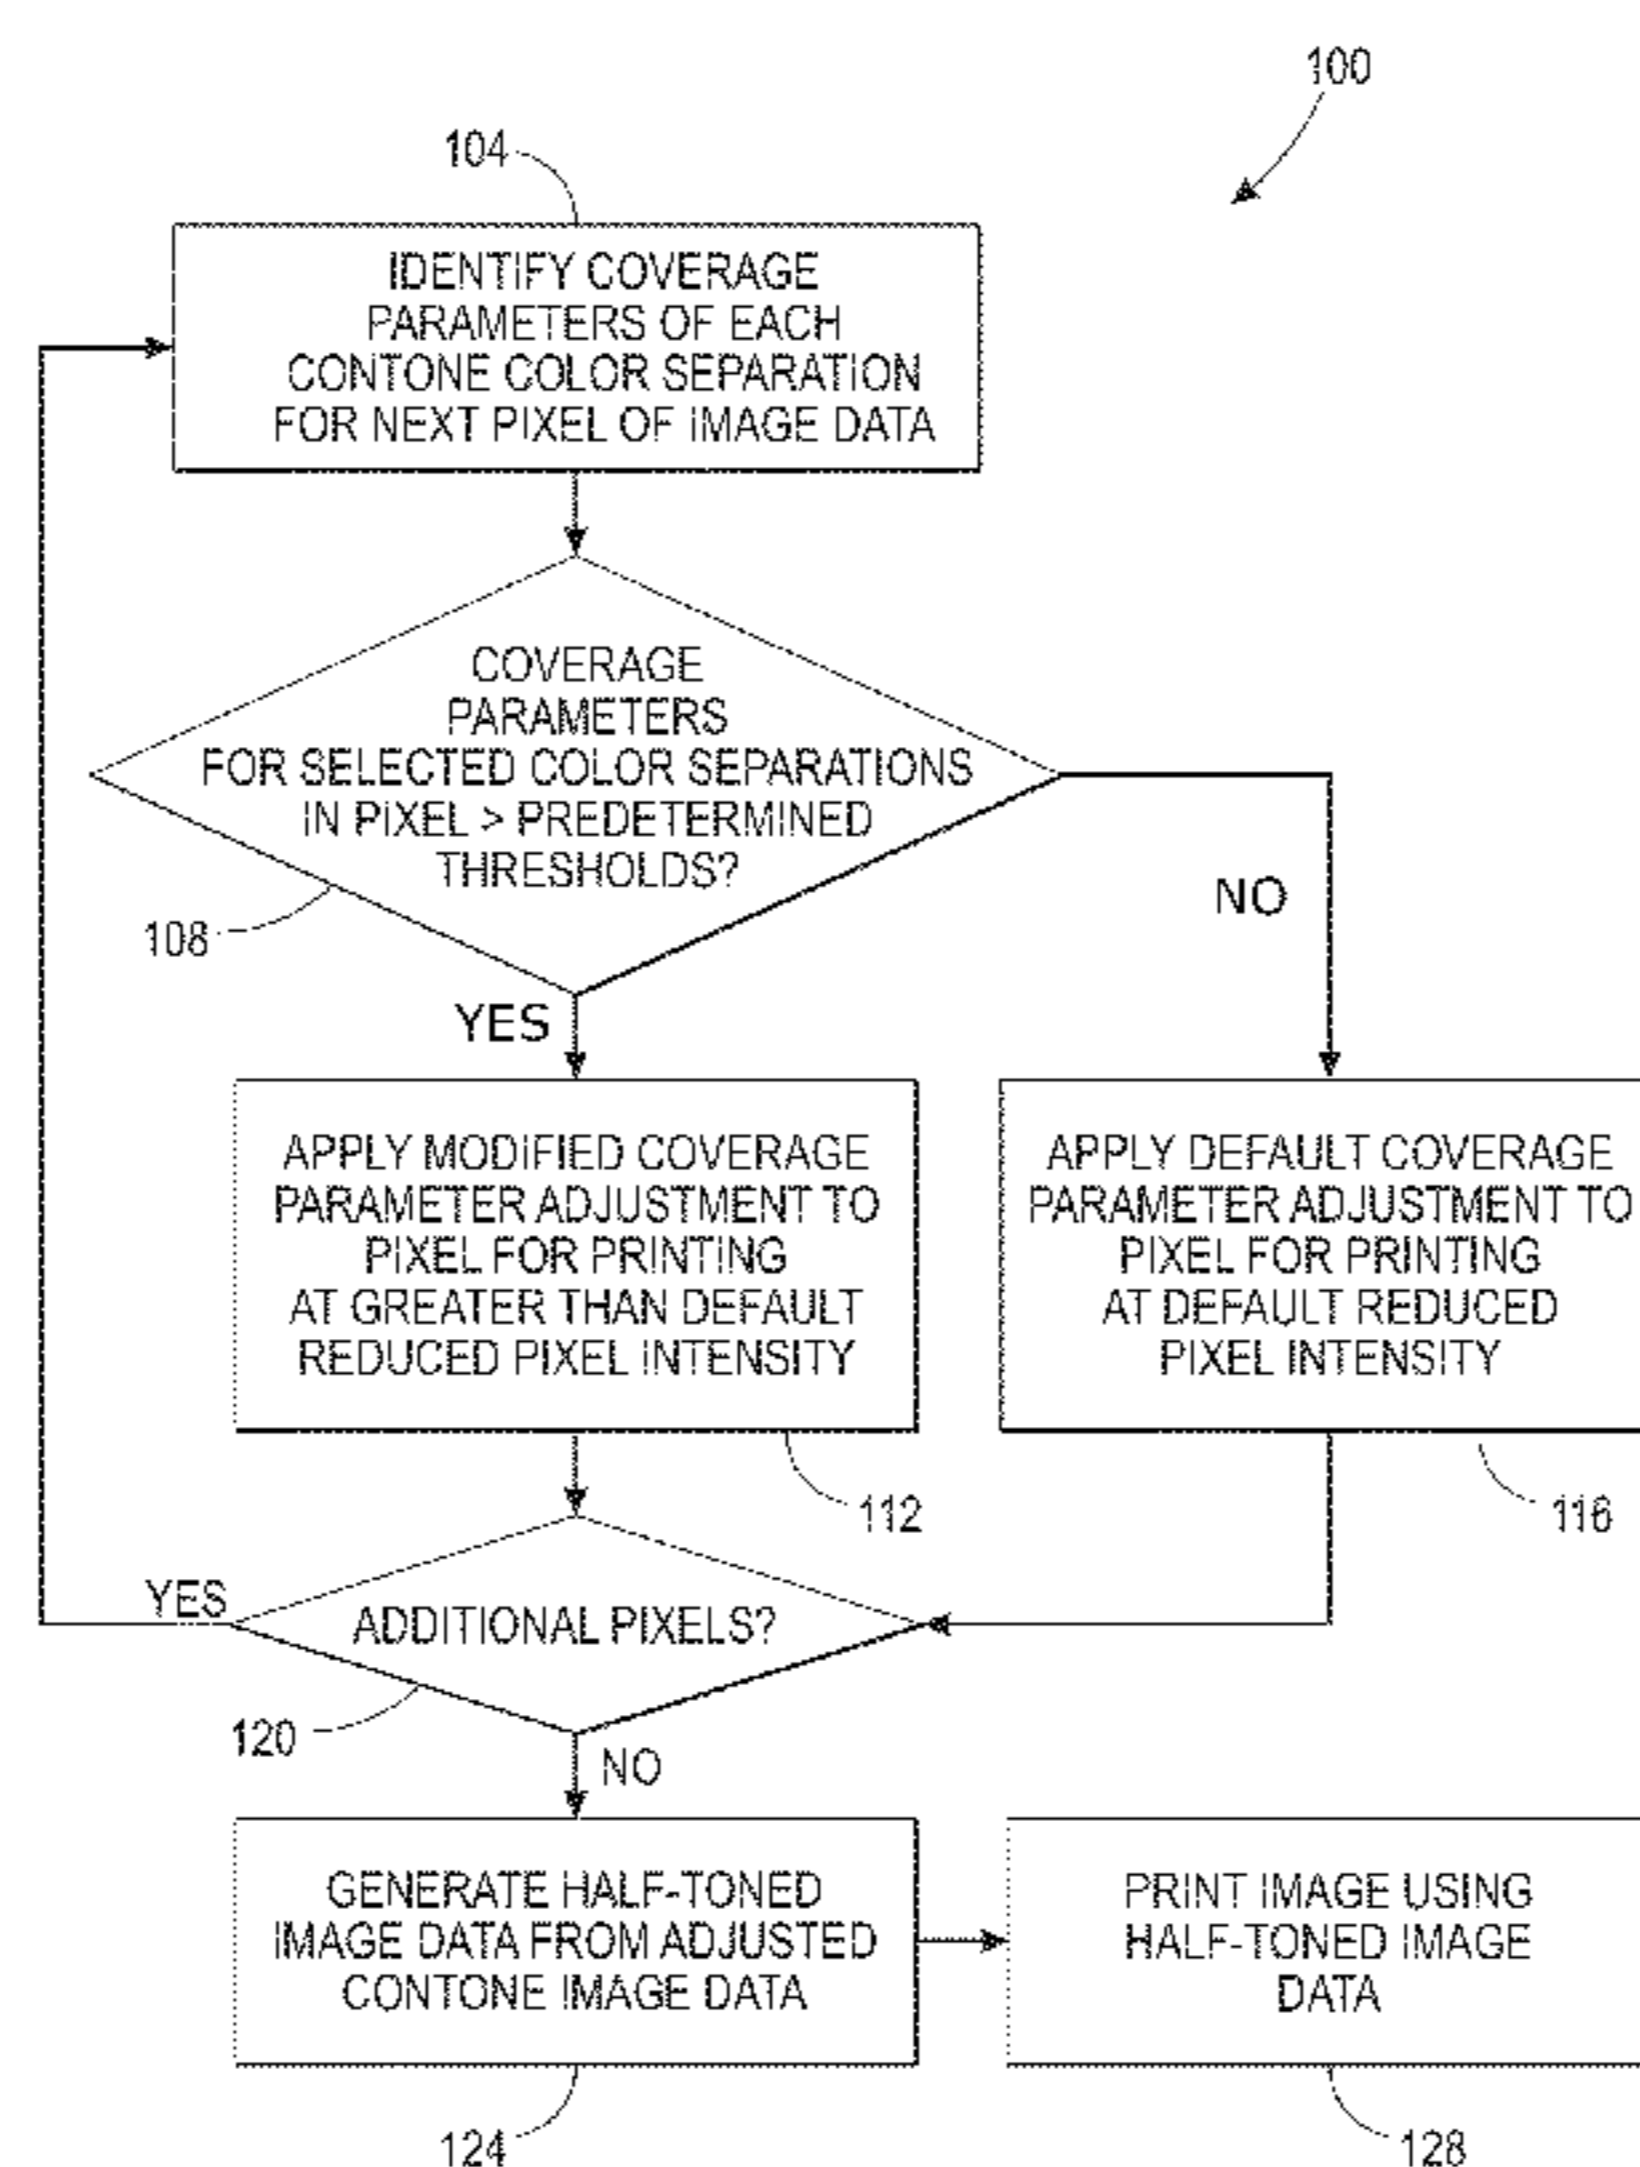 100
104
IDENTIFY COVERAGE
PARAMETERS OF EACH
CONTONE COLOR SEPARATION
FOR NEXT PIXEL OF IMAGE DATA
COVERAGE
PARAMETERS
FOR SELECTED COLOR SEPARATIONS
IN PIXEL > PREDETERMINED
THRESHOLDS?
108
NO
YES
APPLY MODIFIED COVERAGE
PARAMETER ADJUSTMENT TO
PIXEL FOR PRINTING
AT GREATER THAN DEFAULT
REDUCED PIXEL INTENSITY
112
APPLY DEFAULT COVERAGE
PARAMETER ADJUSTMENT TO
PIXEL FOR PRINTING
AT DEFAULT REDUCED
PIXEL INTENSITY
116
YES
ADDITIONAL PIXELS?
120
NO
GENERATE HALF-TONED
IMAGE DATA FROM ADJUSTED
CONTONE IMAGE DATA
124
PRINT IMAGE USING
HALF-TONED IMAGE
DATA
128